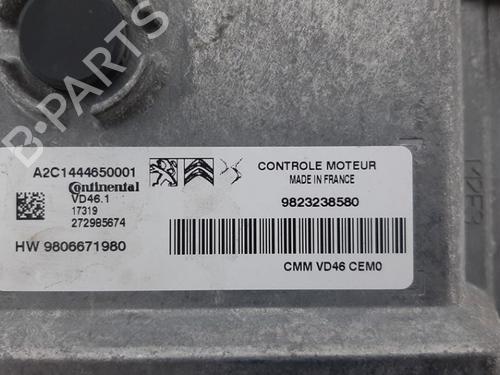 B-PARTS
A2C1444650001
Continental
VD46.1
17319
272985674
HW 9806671980
CONTROLE MOTEUR
MADE IN FRANCE
9823238580
CMM VD46 CEM0